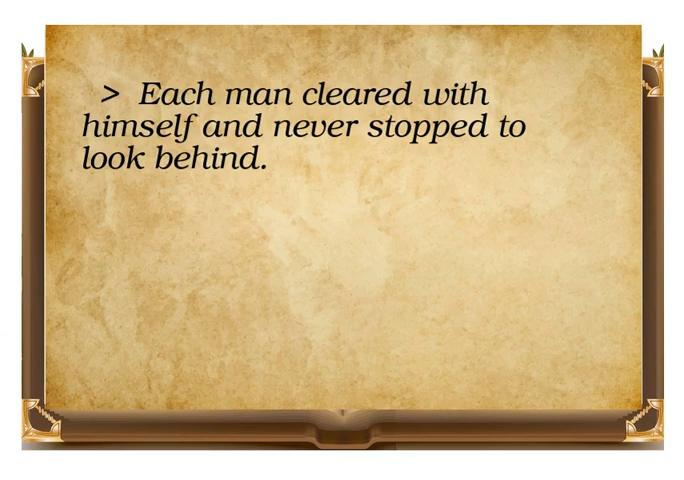 > Each man cleared with
himself and never stopped to
look behind.